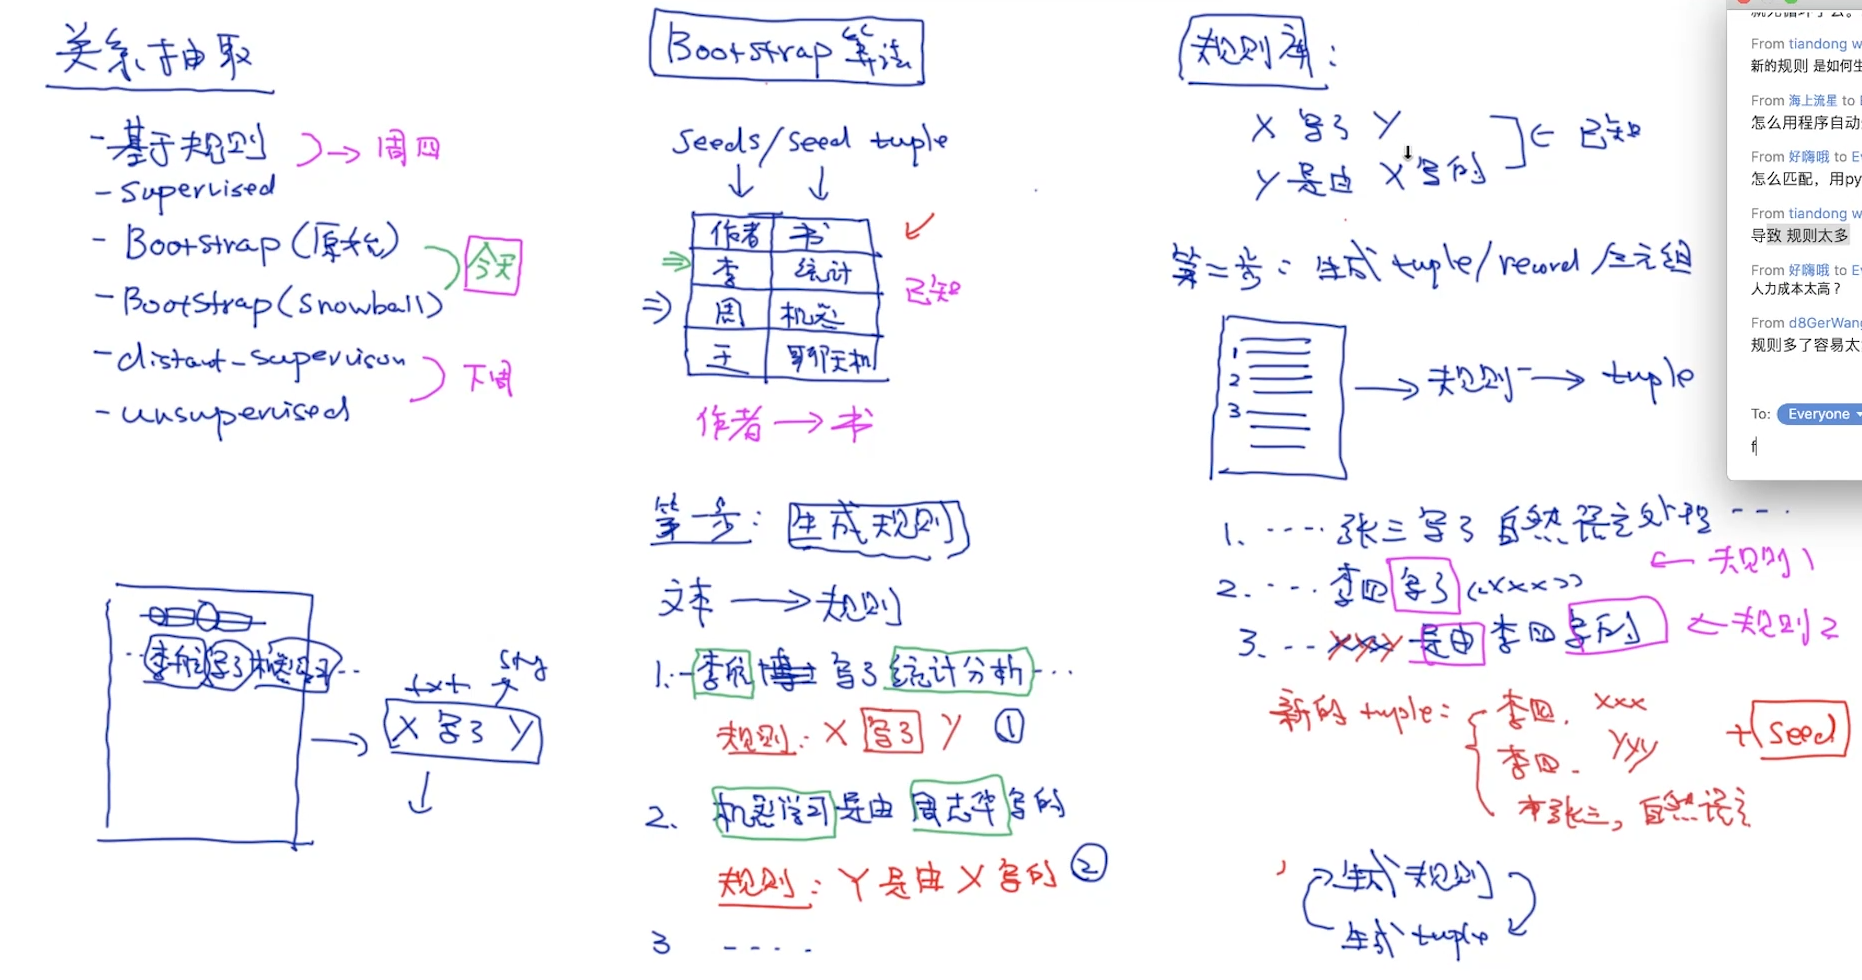 关系抽取
- 基于规则 → 周四
- supervised
- Bootstrap (原始)
今天
- Bootstrap (snowball)
- distant-supervison
下周
- unsupervised
李航 写了 机器学习 ...
txt
stng
X 写了 Y
Bootstrap 算法
seeds/seed tuple
作者 书
李 统计
周 机器
王 聊天机
已知
作者 → 书
第一步: 生成规则
文本 → 规则
1. 李航 写了 统计分析 ...
规则: X 写了 Y ①
2. 机器学习 是由 周志华 写的
规则: Y 是由 X 写的 ②
3 ....
规则库:
X 写了 Y
Y 是由 X 写的
← 已知
第二步: 生成 tuple/record/三元组
1
2
3
→ 规则 → tuple
1. .... 张三 写了 自然语言处理 ...
← 规则1
2. .... 李四 写了 <<xxx>>
3. ... YYY 是由 李四 写的 ← 规则2
新的 tuple: 李四. xxx
李四. YYY
张三, 自然语言
+ seed
生成 规则
生成 tuple
From tiandong w
新的规则 是如何生
From 海上流星 to
怎么用程序自动
From 好嗨哦 to Ev
怎么匹配，用py
From tiandong w
导致 规则太多
From 好嗨哦 to Ev
人力成本太高？
From d8GerWang
规则多了容易太
To: Everyone
f